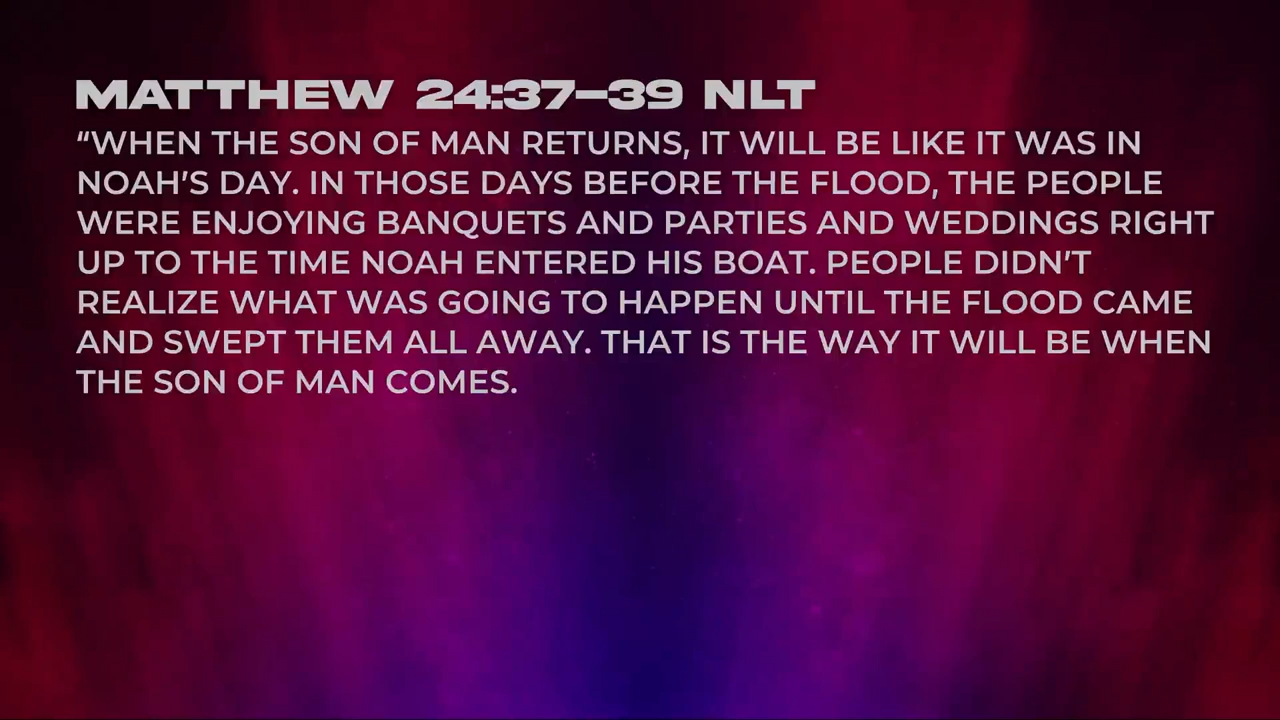 MATTHEW 24:37–39 NLT
“WHEN THE SON OF MAN RETURNS, IT WILL BE LIKE IT WAS IN
NOAH’S DAY. IN THOSE DAYS BEFORE THE FLOOD, THE PEOPLE
WERE ENJOYING BANQUETS AND PARTIES AND WEDDINGS RIGHT
UP TO THE TIME NOAH ENTERED HIS BOAT. PEOPLE DIDN’T
REALIZE WHAT WAS GOING TO HAPPEN UNTIL THE FLOOD CAME
AND SWEPT THEM ALL AWAY. THAT IS THE WAY IT WILL BE WHEN
THE SON OF MAN COMES.